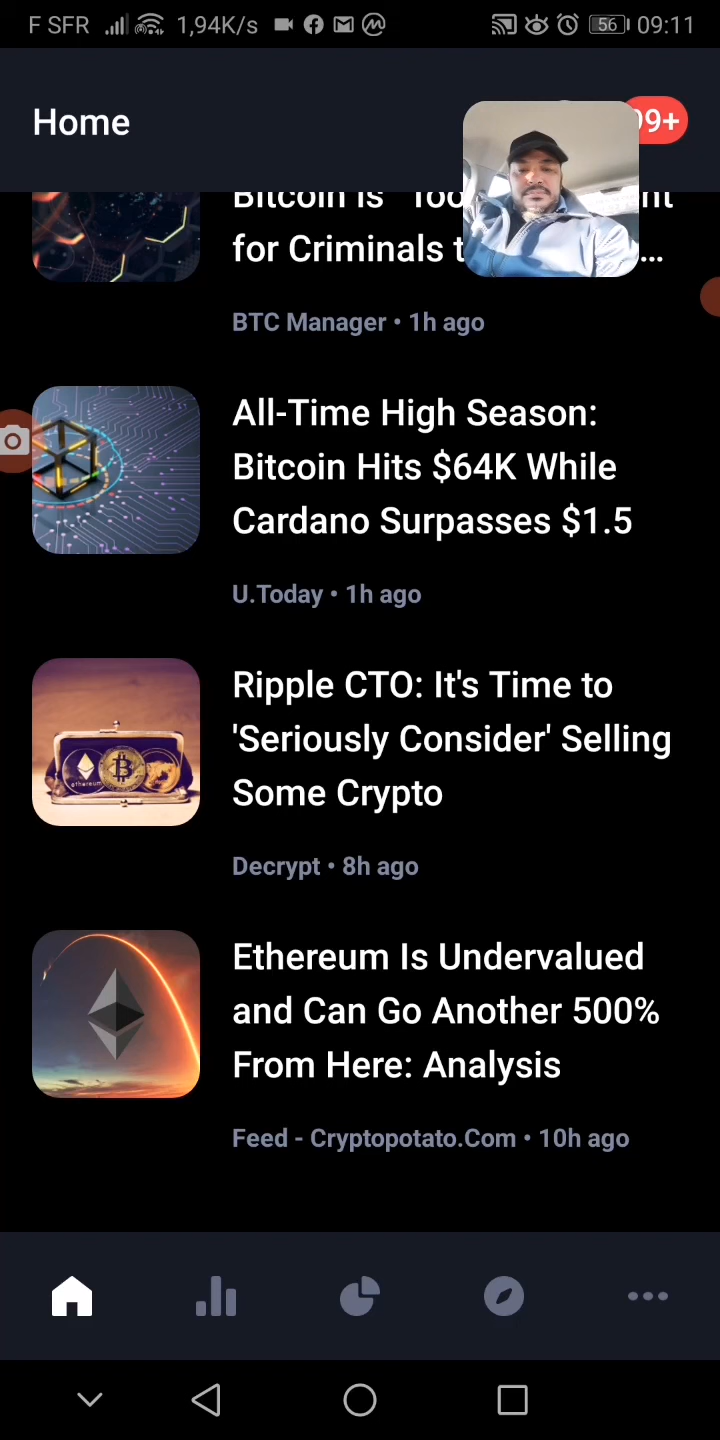 F SFR 1,94K/s 56 09:11
Home 99+
Bitcoin is "Too
for Criminals t ...
BTC Manager • 1h ago
All-Time High Season:
Bitcoin Hits $64K While
Cardano Surpasses $1.5
U.Today • 1h ago
Ripple CTO: It's Time to
'Seriously Consider' Selling
Some Crypto
Decrypt • 8h ago
ethereum
Ethereum Is Undervalued
and Can Go Another 500%
From Here: Analysis
Feed - Cryptopotato.Com • 10h ago